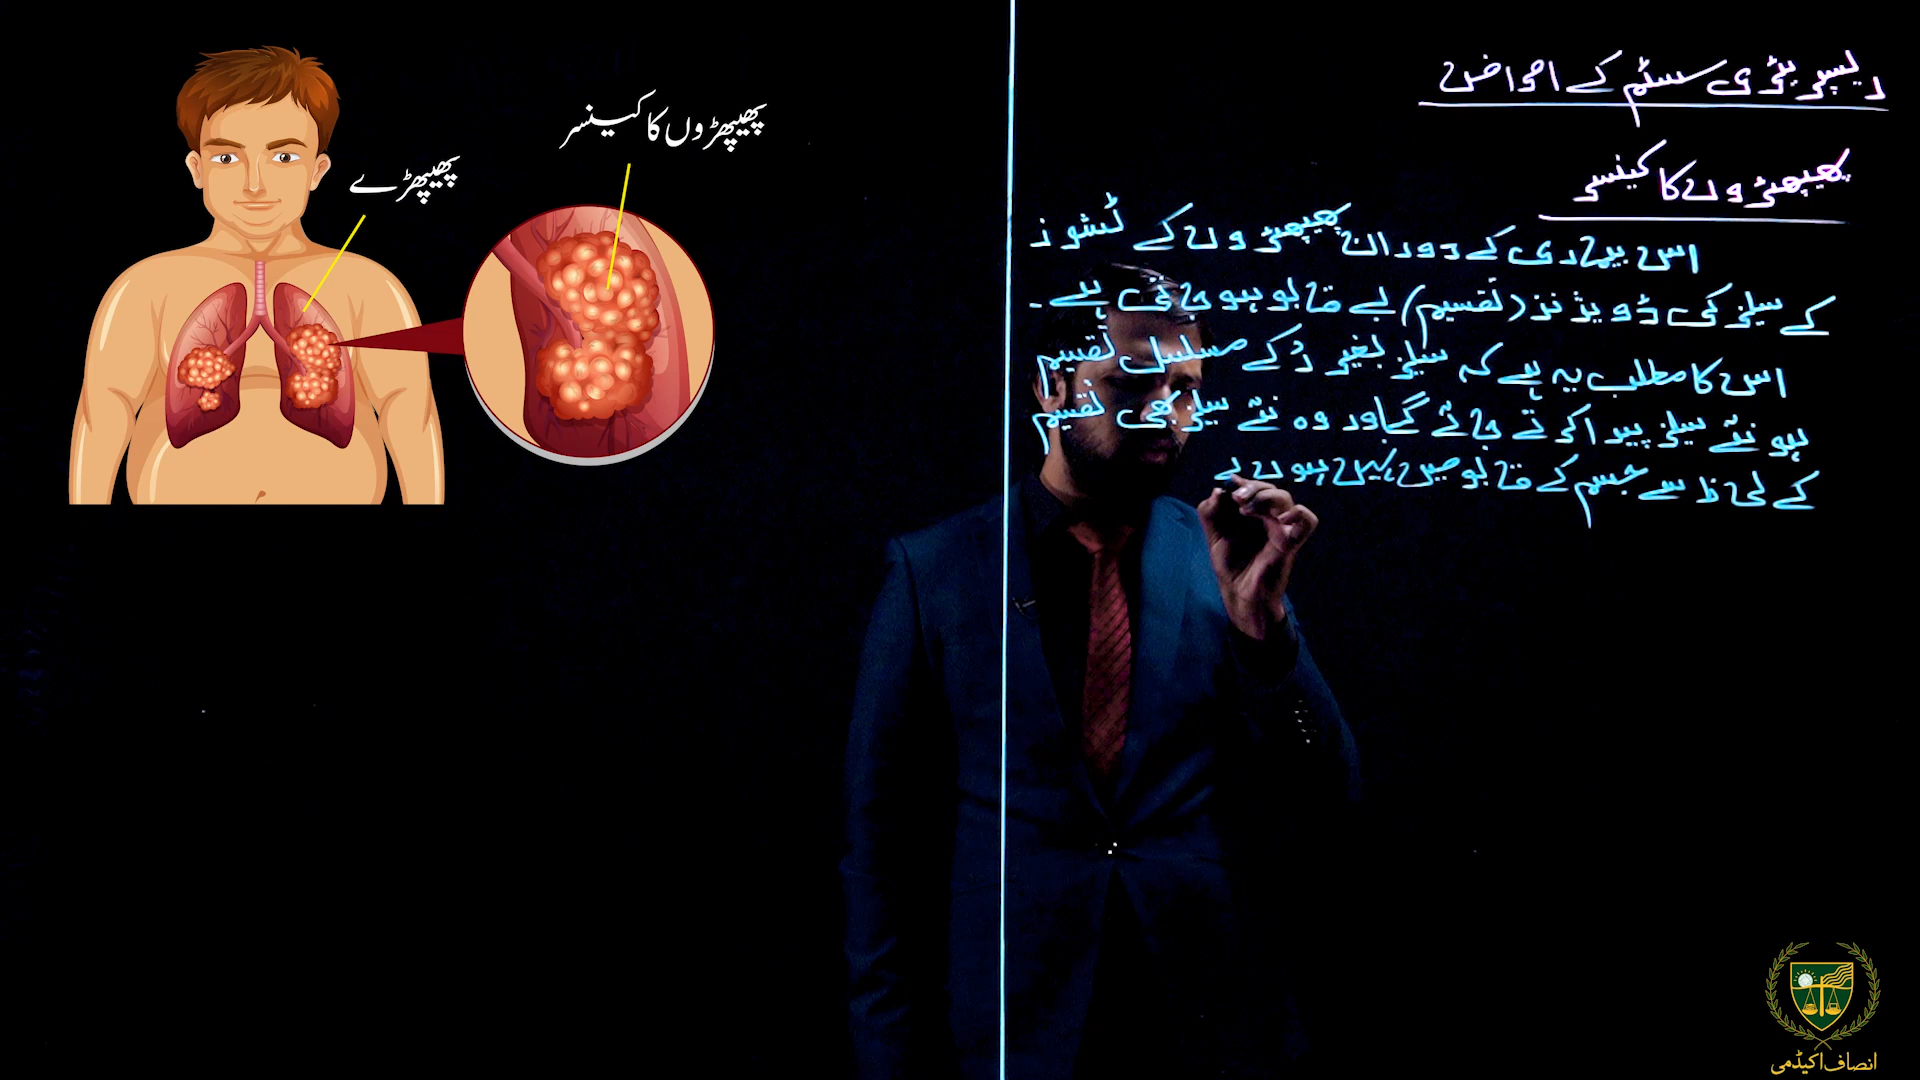 ریسپریٹری سسٹم کے امراض
پھیپھڑوں کا کینسر
اس بیماری کے دوران پھیپھڑوں کے ٹشوز
کے سیلز کی ڈویژنز (تقسیم) بے قابو ہو جاتی ہے۔
اس کا مطلب یہ ہے کہ سیلز بغیر رُکے مسلسل تقسیم
ہو نئے سیلز پیدا کرتے جائے گے اور وہ نئے سیلز بھی تقسیم
کے لحاظ سے جسم کے قابو میں نہیں ہوں
پھیپھڑوں کا کینسر
پھیپھڑے
انصاف اکیڈمی